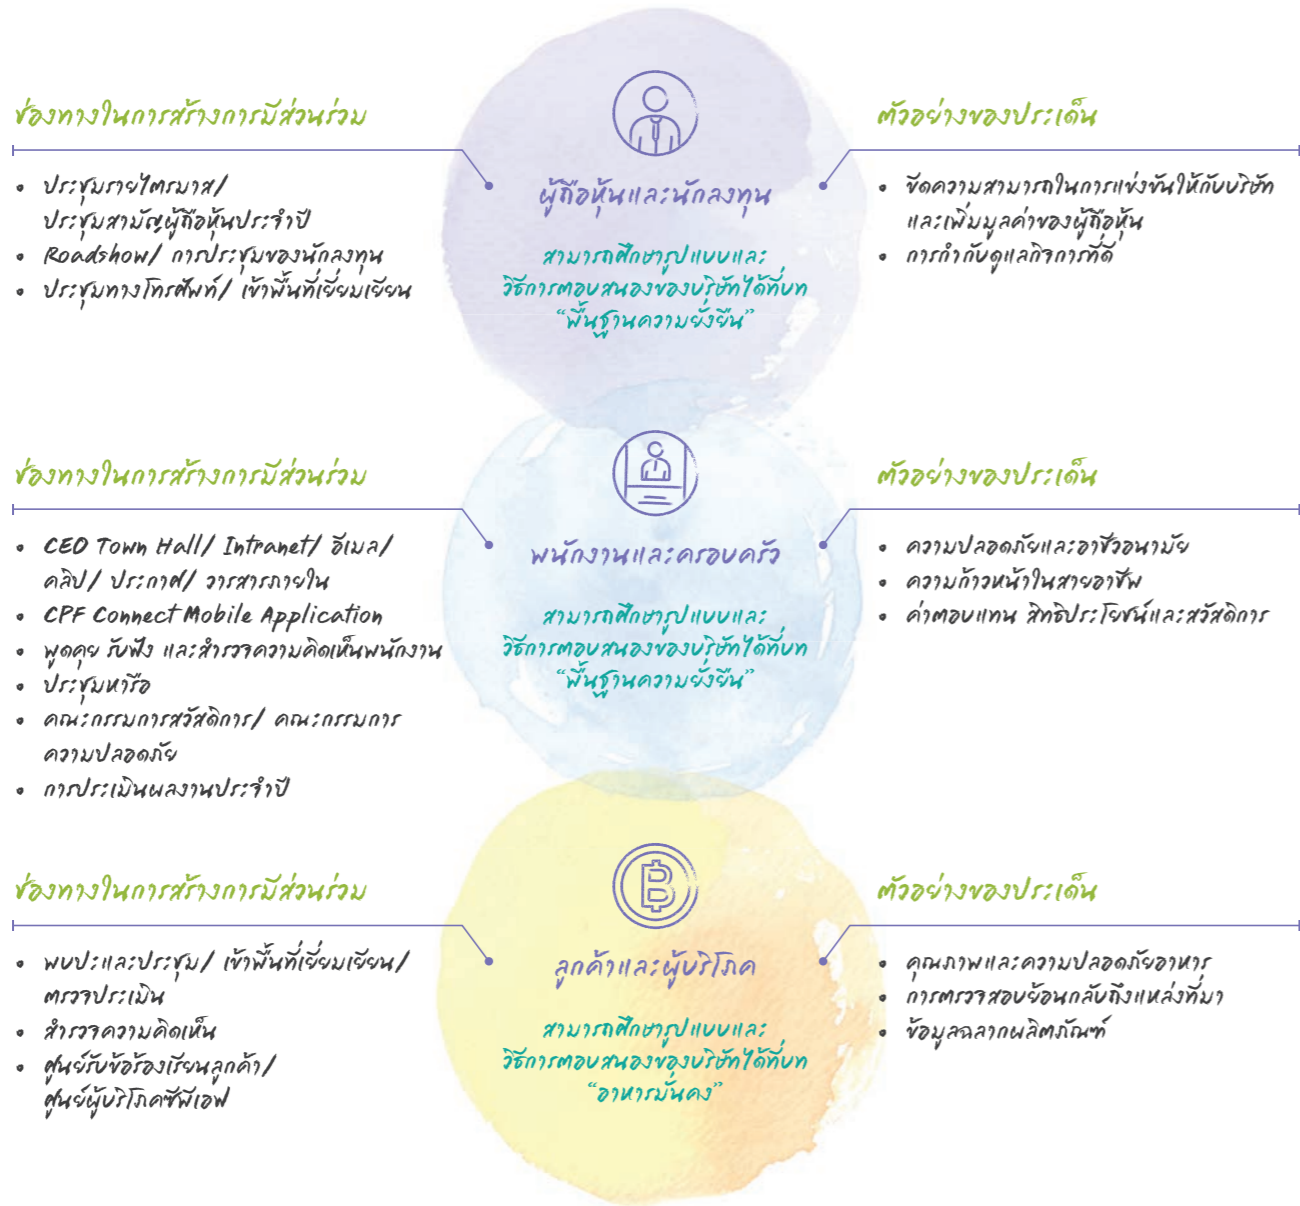 ช่องทางในการสร้างการมีส่วนร่วม
• ประชุมรายไตรมาส/
ประชุมสามัญผู้ถือหุ้นประจำปี
• Roadshow/ การประชุมของนักลงทุน
• ประชุมทางโทรศัพท์/ เข้าพื้นที่เยี่ยมเยียน
ผู้ถือหุ้นและนักลงทุน
สามารถศึกษารูปแบบและ
วิธีการตอบสนองของบริษัทได้ที่บท
“พื้นฐานความยั่งยืน”
ตัวอย่างของประเด็น
• ขีดความสามารถในการแข่งขันให้กับบริษัท
และเพิ่มมูลค่าของผู้ถือหุ้น
• การกำกับดูแลกิจการที่ดี
ช่องทางในการสร้างการมีส่วนร่วม
• CEO Town Hall/ Intranet/ อีเมล/
คลิป/ ประกาศ/ วารสารภายใน
• CPF Connect Mobile Application
• พูดคุย รับฟัง และสำรวจความคิดเห็นพนักงาน
• ประชุมหารือ
• คณะกรรมการสวัสดิการ/ คณะกรรมการ
ความปลอดภัย
• การประเมินผลงานประจำปี
พนักงานและครอบครัว
สามารถศึกษารูปแบบและ
วิธีการตอบสนองของบริษัทได้ที่บท
“พื้นฐานความยั่งยืน”
ตัวอย่างของประเด็น
• ความปลอดภัยและอาชีวอนามัย
• ความก้าวหน้าในสายอาชีพ
• ค่าตอบแทน สิทธิประโยชน์และสวัสดิการ
ช่องทางในการสร้างการมีส่วนร่วม
• พบปะและประชุม/ เข้าพื้นที่เยี่ยมเยียน/
ตรวจประเมิน
• สำรวจความคิดเห็น
• ศูนย์รับข้อร้องเรียนลูกค้า/
ศูนย์ผู้บริโภคซีพีเอฟ
ลูกค้าและผู้บริโภค
สามารถศึกษารูปแบบและ
วิธีการตอบสนองของบริษัทได้ที่บท
“อาหารมั่นคง”
ตัวอย่างของประเด็น
• คุณภาพและความปลอดภัยอาหาร
• การตรวจสอบย้อนกลับถึงแหล่งที่มา
• ข้อมูลฉลากผลิตภัณฑ์